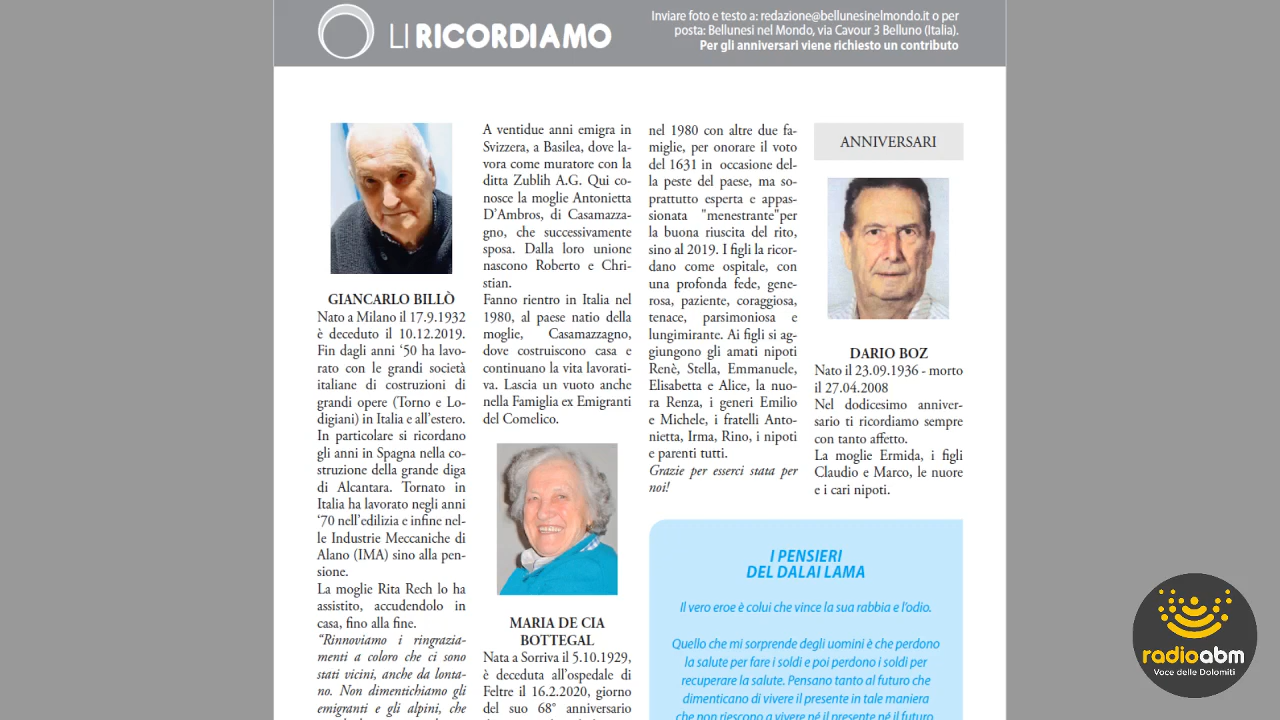 LI RICORDIAMO
Inviare foto e testo a: redazione@bellunesinelmondo.it o per
posta: Bellunesi nel Mondo, via Cavour 3 Belluno (Italia).
Per gli anniversari viene richiesto un contributo
GIANCARLO BILLÒ
Nato a Milano il 17.9.1932
è deceduto il 10.12.2019.
Fin dagli anni ‘50 ha lavo-
rato con le grandi società
italiane di costruzioni di
grandi opere (Torno e Lo-
digiani) in Italia e all’estero.
In particolare si ricordano
gli anni in Spagna nella co-
struzione della grande diga
di Alcantara. Tornato in
Italia ha lavorato negli anni
‘70 nell’edilizia e infine nel-
le Industrie Meccaniche di
Alano (IMA) sino alla pen-
sione.
La moglie Rita Rech lo ha
assistito, accudendolo in
casa, fino alla fine.
“Rinnoviamo i ringrazia-
menti a coloro che ci sono
stati vicini, anche da lonta-
no. Non dimentichiamo gli
emigranti e gli alpini, che
A ventidue anni emigra in
Svizzera, a Basilea, dove la-
vora come muratore con la
ditta Zublih A.G. Qui co-
nosce la moglie Antonietta
D’Ambros, di Casamazza-
gno, che successivamente
sposa. Dalla loro unione
nascono Roberto e Chri-
stian.
Fanno rientro in Italia nel
1980, al paese natio della
moglie, Casamazzagno,
dove costruiscono casa e
continuano la vita lavorati-
va. Lascia un vuoto anche
nella Famiglia ex Emigranti
del Comelico.
MARIA DE CIA
BOTTEGAL
Nata a Sorriva il 5.10.1929,
è deceduta all’ospedale di
Feltre il 16.2.2020, giorno
del suo 68° anniversario
nel 1980 con altre due fa-
miglie, per onorare il voto
del 1631 in occasione del-
la peste del paese, ma so-
prattutto esperta e appas-
sionata "menestrante"per
la buona riuscita del rito,
sino al 2019. I figli la ricor-
dano come ospitale, con
una profonda fede, gene-
rosa, paziente, coraggiosa,
tenace, parsimoniosa e
lungimirante. Ai figli si ag-
giungono gli amati nipoti
Renè, Stella, Emmanuele,
Elisabetta e Alice, la nuo-
ra Renza, i generi Emilio
e Michele, i fratelli Anto-
nietta, Irma, Rino, i nipoti
e parenti tutti.
Grazie per esserci stata per
noi!
ANNIVERSARI
DARIO BOZ
Nato il 23.09.1936 - morto
il 27.04.2008
Nel dodicesimo anniver-
sario ti ricordiamo sempre
con tanto affetto.
La moglie Ermida, i figli
Claudio e Marco, le nuore
e i cari nipoti.
I PENSIERI
DEL DALAI LAMA
Il vero eroe è colui che vince la sua rabbia e l’odio.
Quello che mi sorprende degli uomini è che perdono
la salute per fare i soldi e poi perdono i soldi per
recuperare la salute. Pensano tanto al futuro che
dimenticano di vivere il presente in tale maniera
che non riescono a vivere né il presente né il futuro.
radioabm
Voce delle Dolomiti